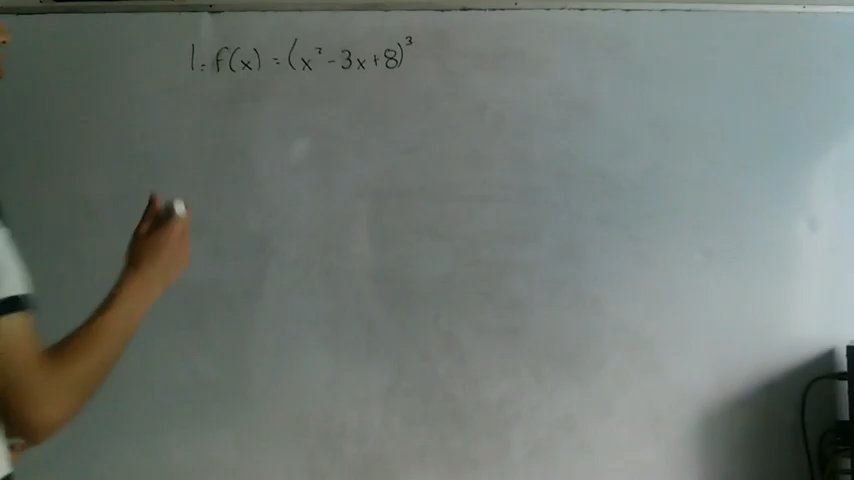 1. f(x) = (x² - 3x + 8)³